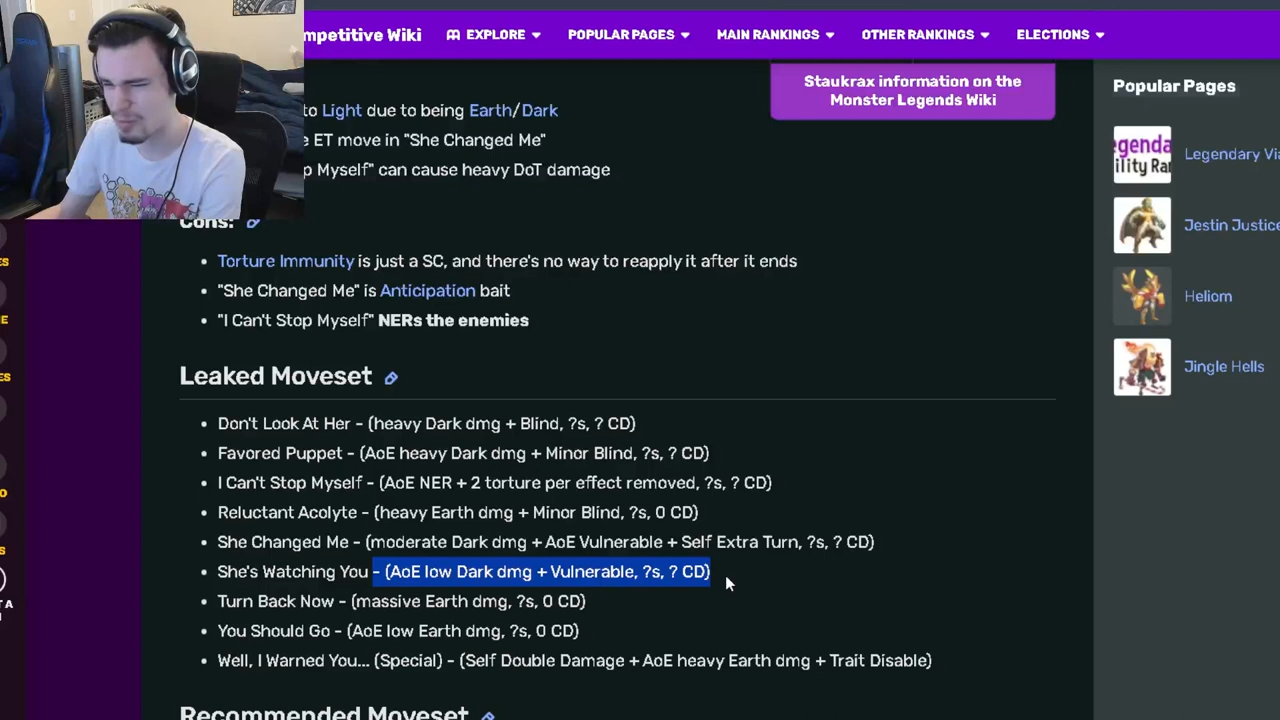 mpetitive Wiki
EXPLORE
POPULAR PAGES
MAIN RANKINGS
OTHER RANKINGS
ELECTIONS
Staukrax information on the
Monster Legends Wiki
Popular Pages
to Light due to being Earth/Dark
ET move in "She Changed Me"
Myself" can cause heavy DoT damage
Cons:
Torture Immunity is just a SC, and there's no way to reapply it after it ends
"She Changed Me" is Anticipation bait
"I Can't Stop Myself" NERs the enemies
Leaked Moveset
Don't Look At Her - (heavy Dark dmg + Blind, ?s, ? CD)
Favored Puppet - (AoE heavy Dark dmg + Minor Blind, ?s, ? CD)
I Can't Stop Myself - (AoE NER + 2 torture per effect removed, ?s, ? CD)
Reluctant Acolyte - (heavy Earth dmg + Minor Blind, ?s, 0 CD)
She Changed Me - (moderate Dark dmg + AoE Vulnerable + Self Extra Turn, ?s, ? CD)
She's Watching You - (AoE low Dark dmg + Vulnerable, ?s, ? CD)
Turn Back Now - (massive Earth dmg, ?s, 0 CD)
You Should Go - (AoE low Earth dmg, ?s, 0 CD)
Well, I Warned You... (Special) - (Self Double Damage + AoE heavy Earth dmg + Trait Disable)
Recommended Moveset
Legendary Via
Jestin Justice
Heliom
Jingle Hells